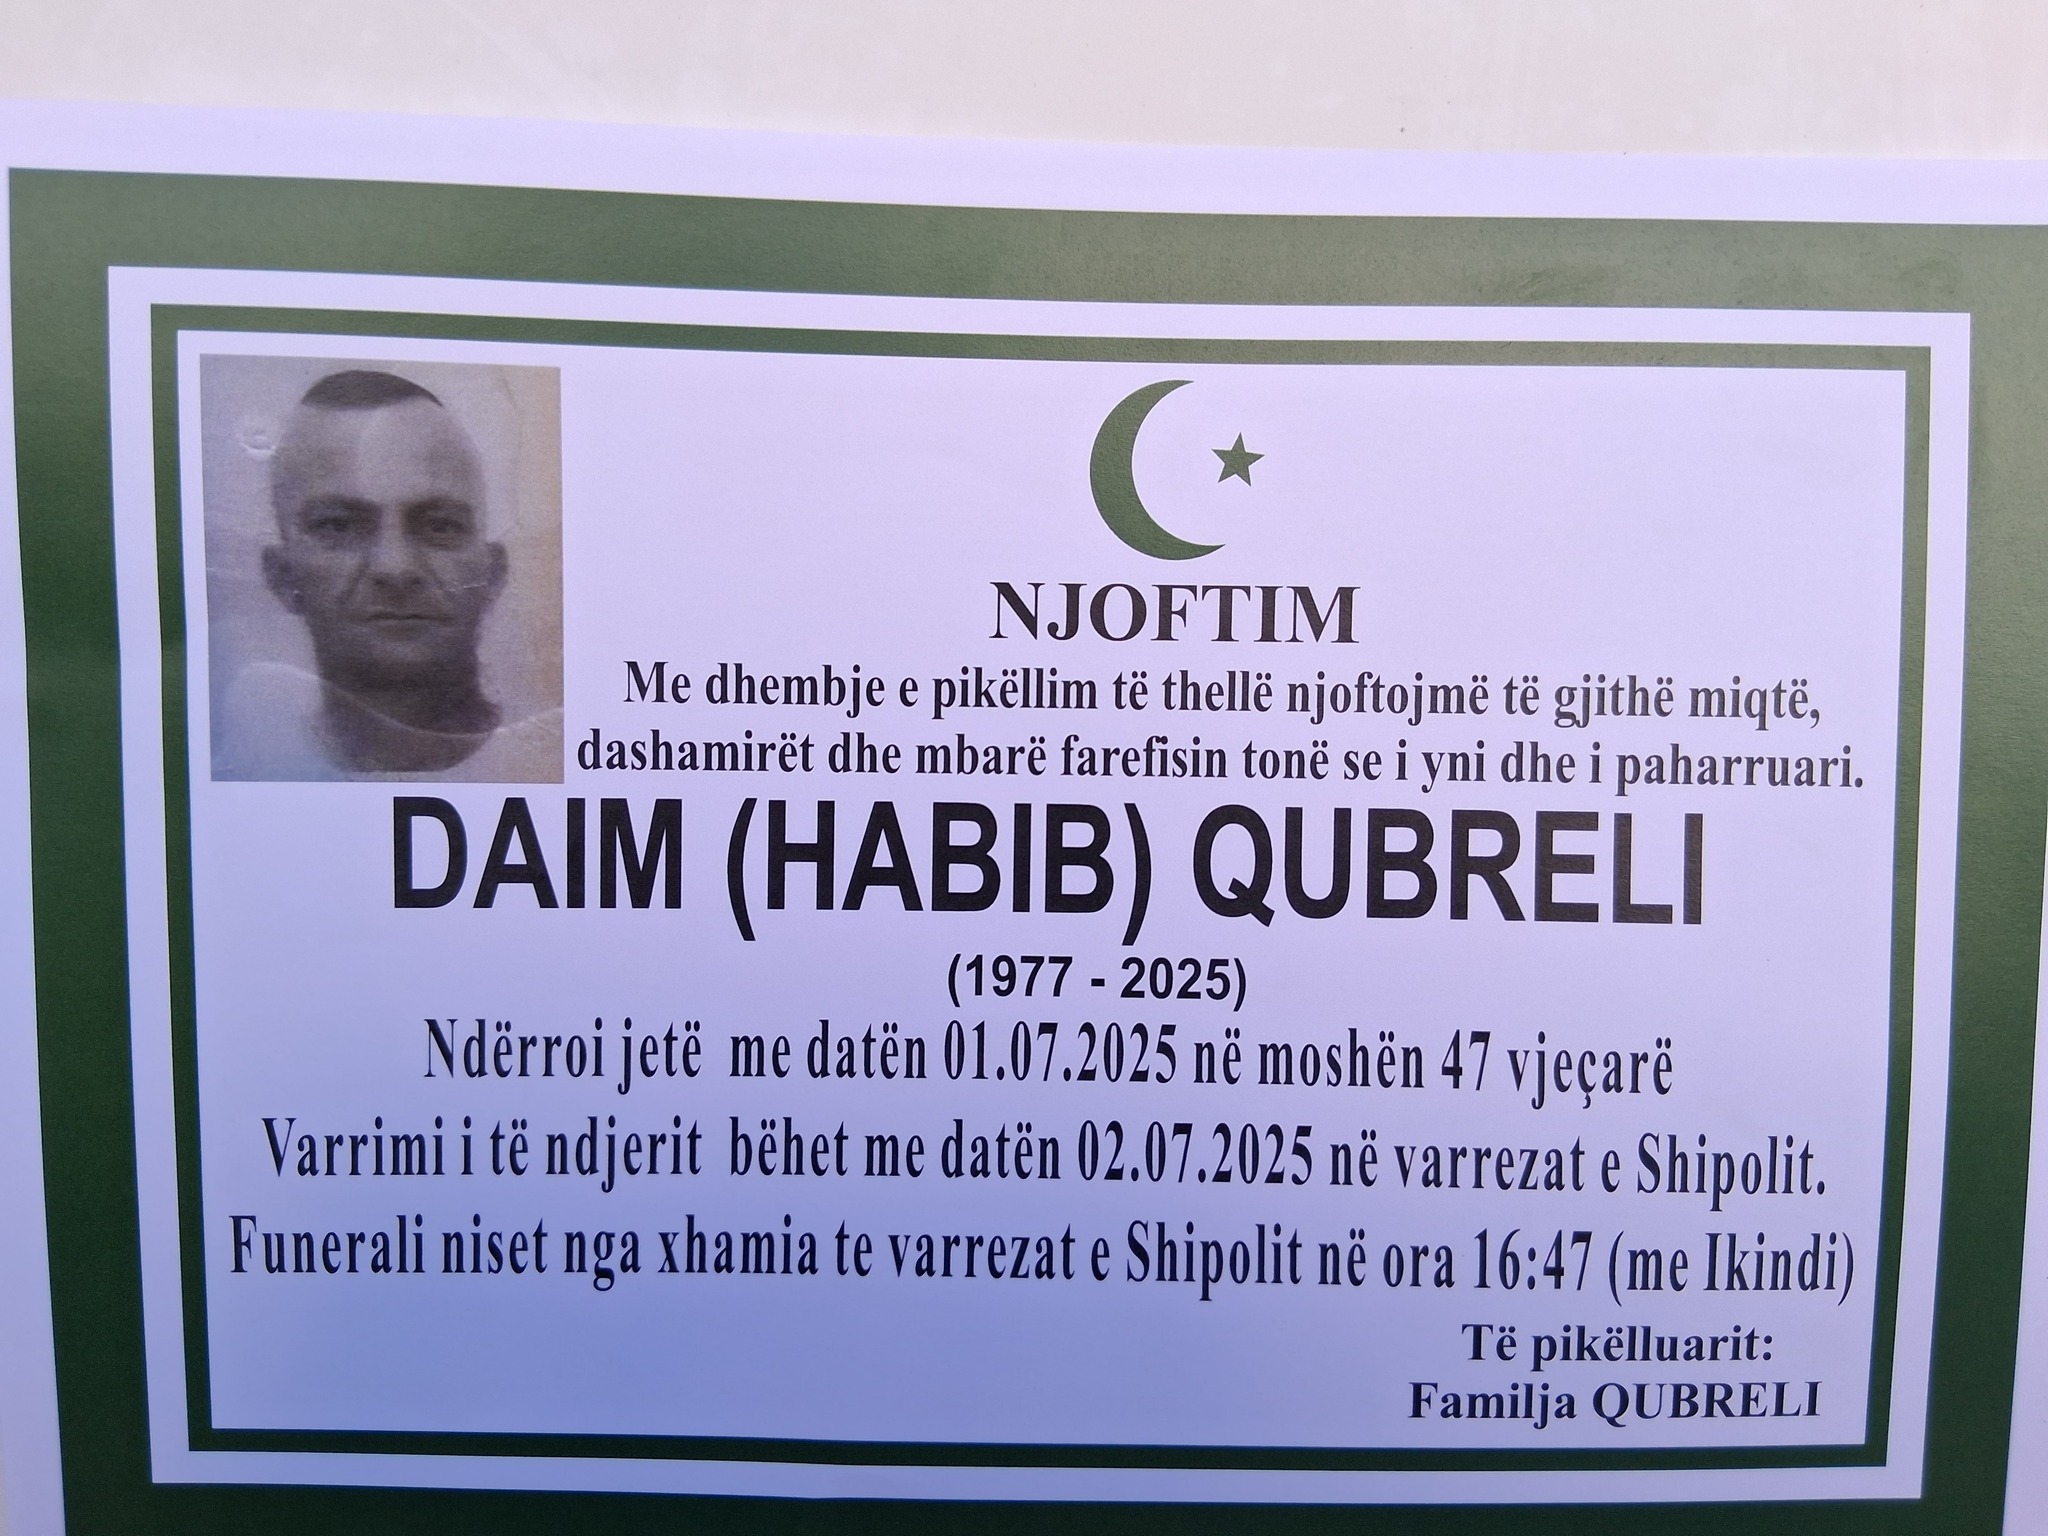 NJOFTIM
Me dhembje e pikëllim të thellë njoftojmë të gjithë miqtë,
dashamirët dhe mbarë farefisin tonë se i yni dhe i paharruari.
DAIM (HABIB) QUBRELI
(1977 - 2025)
Ndërroi jetë me datën 01.07.2025 në moshën 47 vjeçarë
Varrimi i të ndjerit bëhet me datën 02.07.2025 në varrezat e Shipolit.
Funerali niset nga xhamia te varrezat e Shipolit në ora 16:47 (me Ikindi)
Të pikëlluarit:
Familja QUBRELI